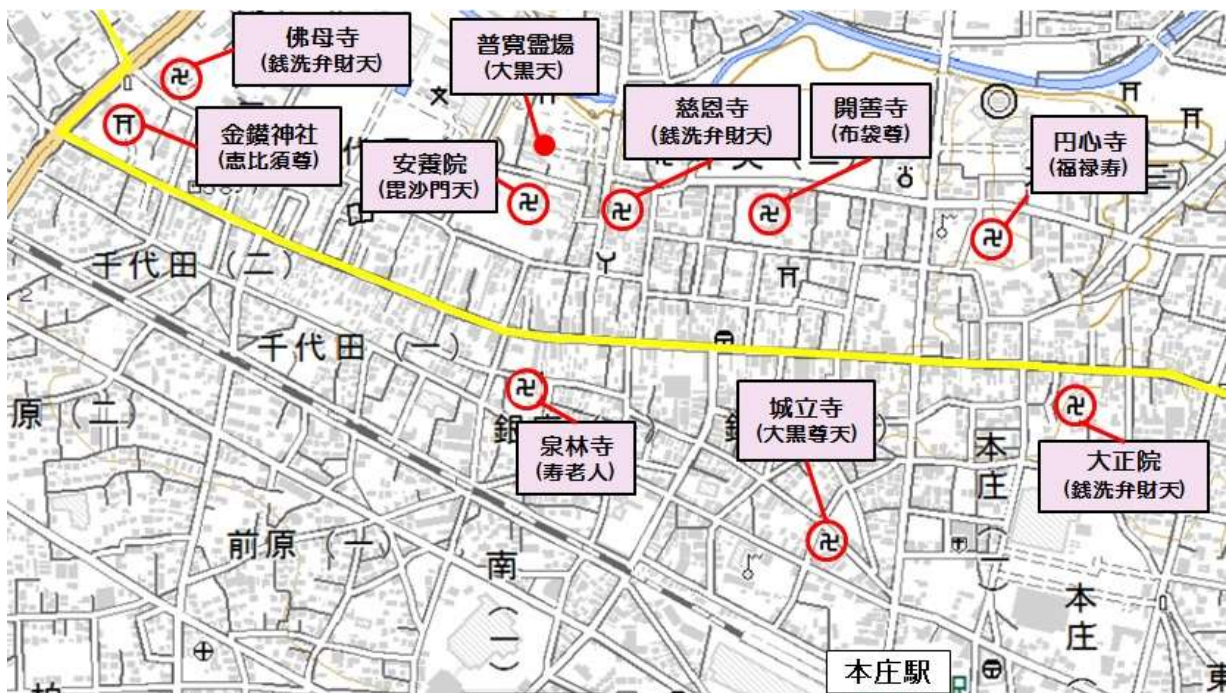 佛母寺
(銭洗弁財天)
普寛霊場
(大黒天)
金鑚神社
(恵比須尊)
安養院
(毘沙門天)
慈恩寺
(銭洗弁財天)
開善寺
(布袋尊)
円心寺
(福禄寿)
千代田(二)
千代田(一)
泉林寺
(寿老人)
城立寺
(大黒尊天)
大正院
(銭洗弁財天)
原(二)
前原(一)
南(一)
本庄(一)
本庄
本庄駅